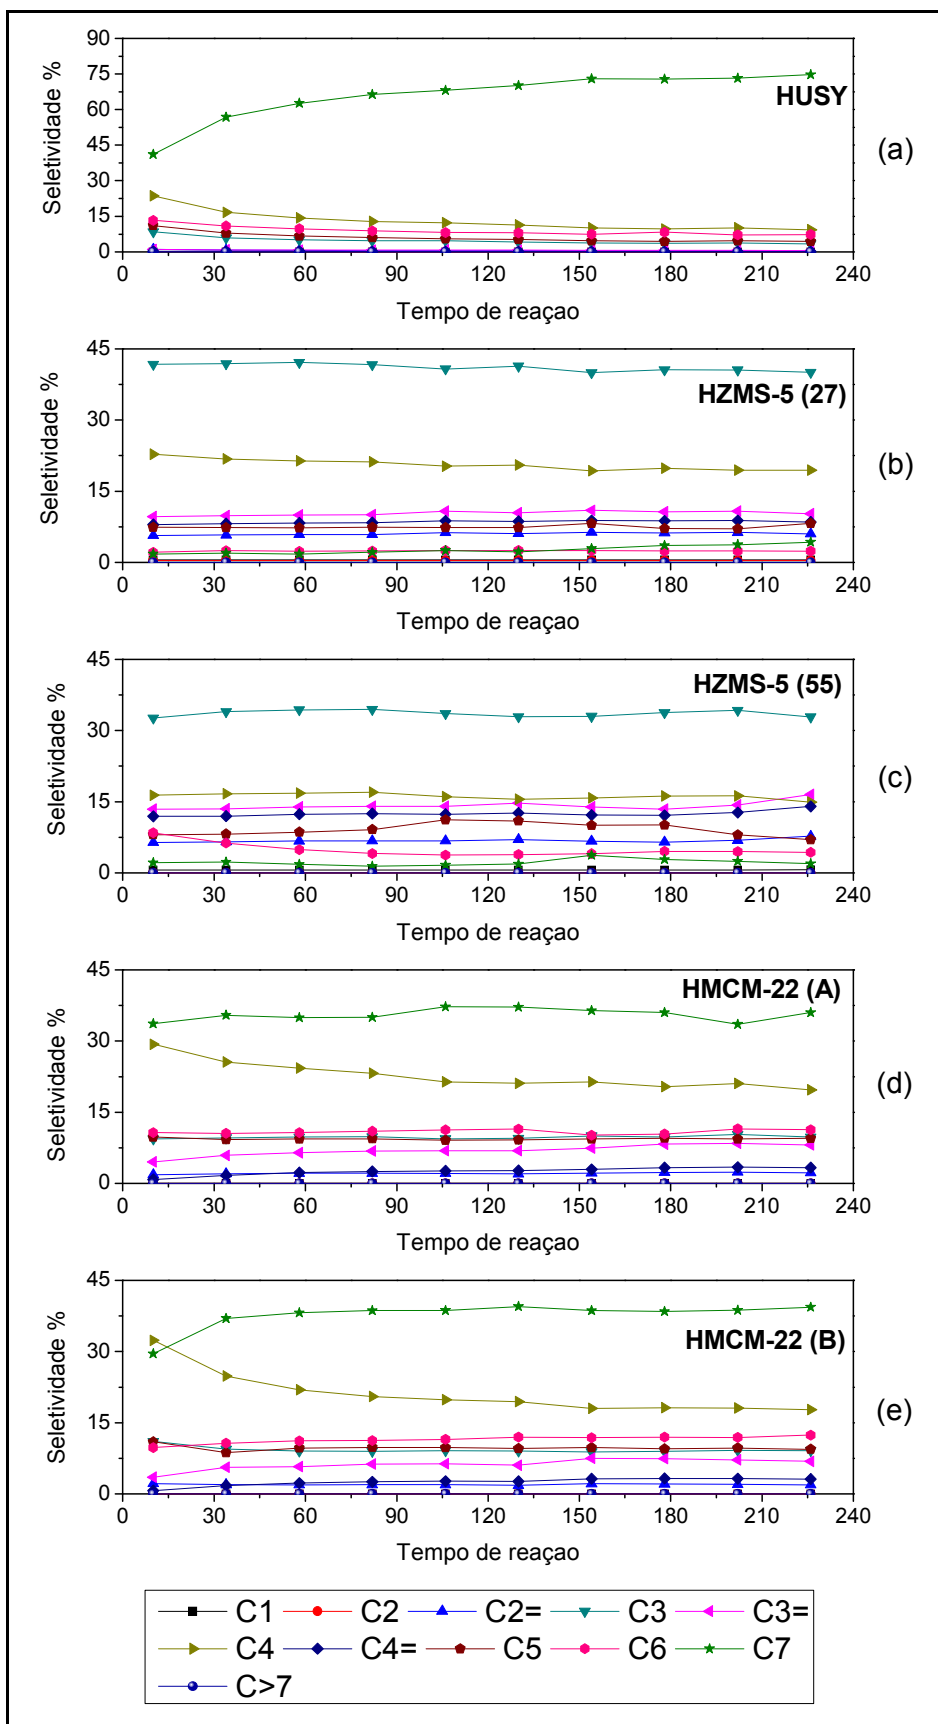 90
75
60
45
30
15
0
Seletividade %
HUSY
(a)
0 30 60 90 120 150 180 210 240
Tempo de reaçao
45
30
15
0
Seletividade %
HZMS-5 (27)
(b)
0 30 60 90 120 150 180 210 240
Tempo de reaçao
45
30
15
0
Seletividade %
HZMS-5 (55)
(c)
0 30 60 90 120 150 180 210 240
Tempo de reaçao
45
30
15
0
Seletividade %
HMCM-22 (A)
(d)
0 30 60 90 120 150 180 210 240
Tempo de reaçao
45
30
15
0
Seletividade %
HMCM-22 (B)
(e)
0 30 60 90 120 150 180 210 240
Tempo de reaçao
C1 C2 C2= C3 C3=
C4 C4= C5 C6 C7
C>7